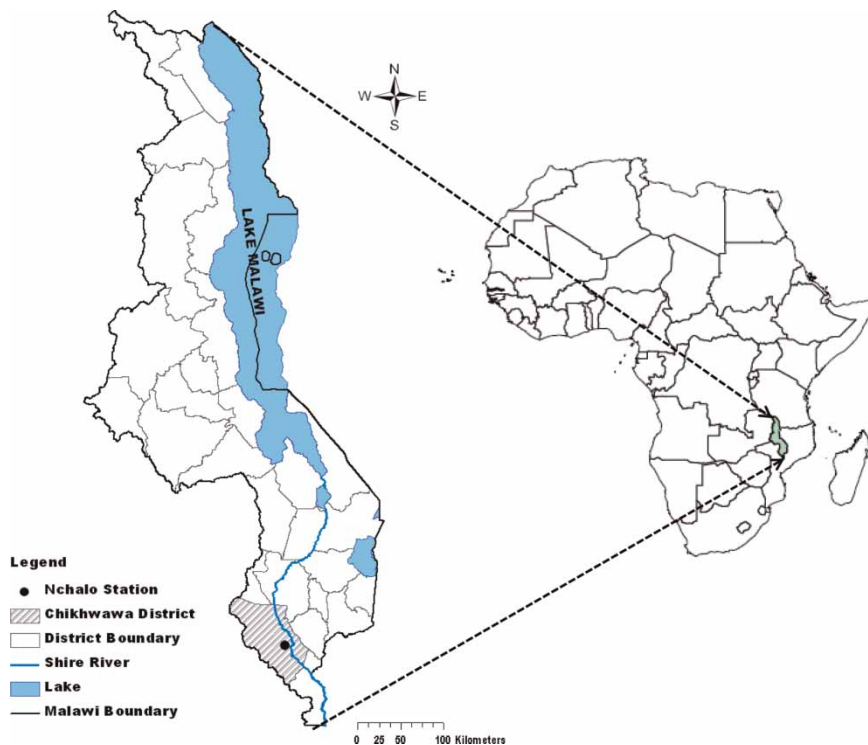 N
W E
S
LAKE MALAWI
Legend
Nchalo Station
Chikhwawa District
District Boundary
Shire River
Lake
Malawi Boundary
0 25 50 100 Kilometers